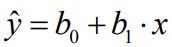 ŷ = b₀ + b₁ · x